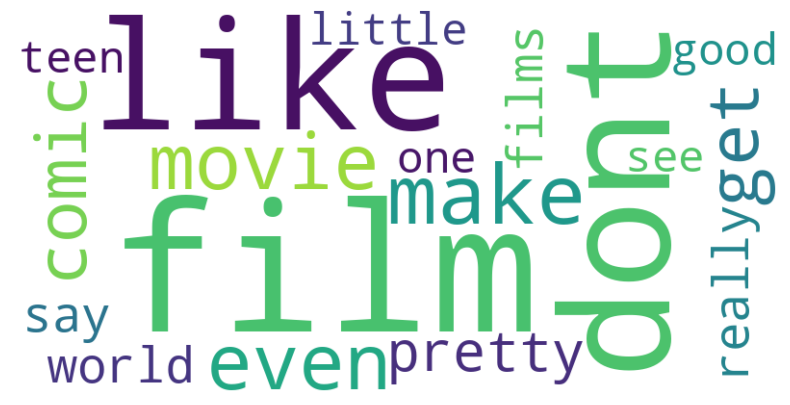 little
teen
like
films
dont
good
comic
movie
one
see
get
make
film
really
say
world
even
pretty